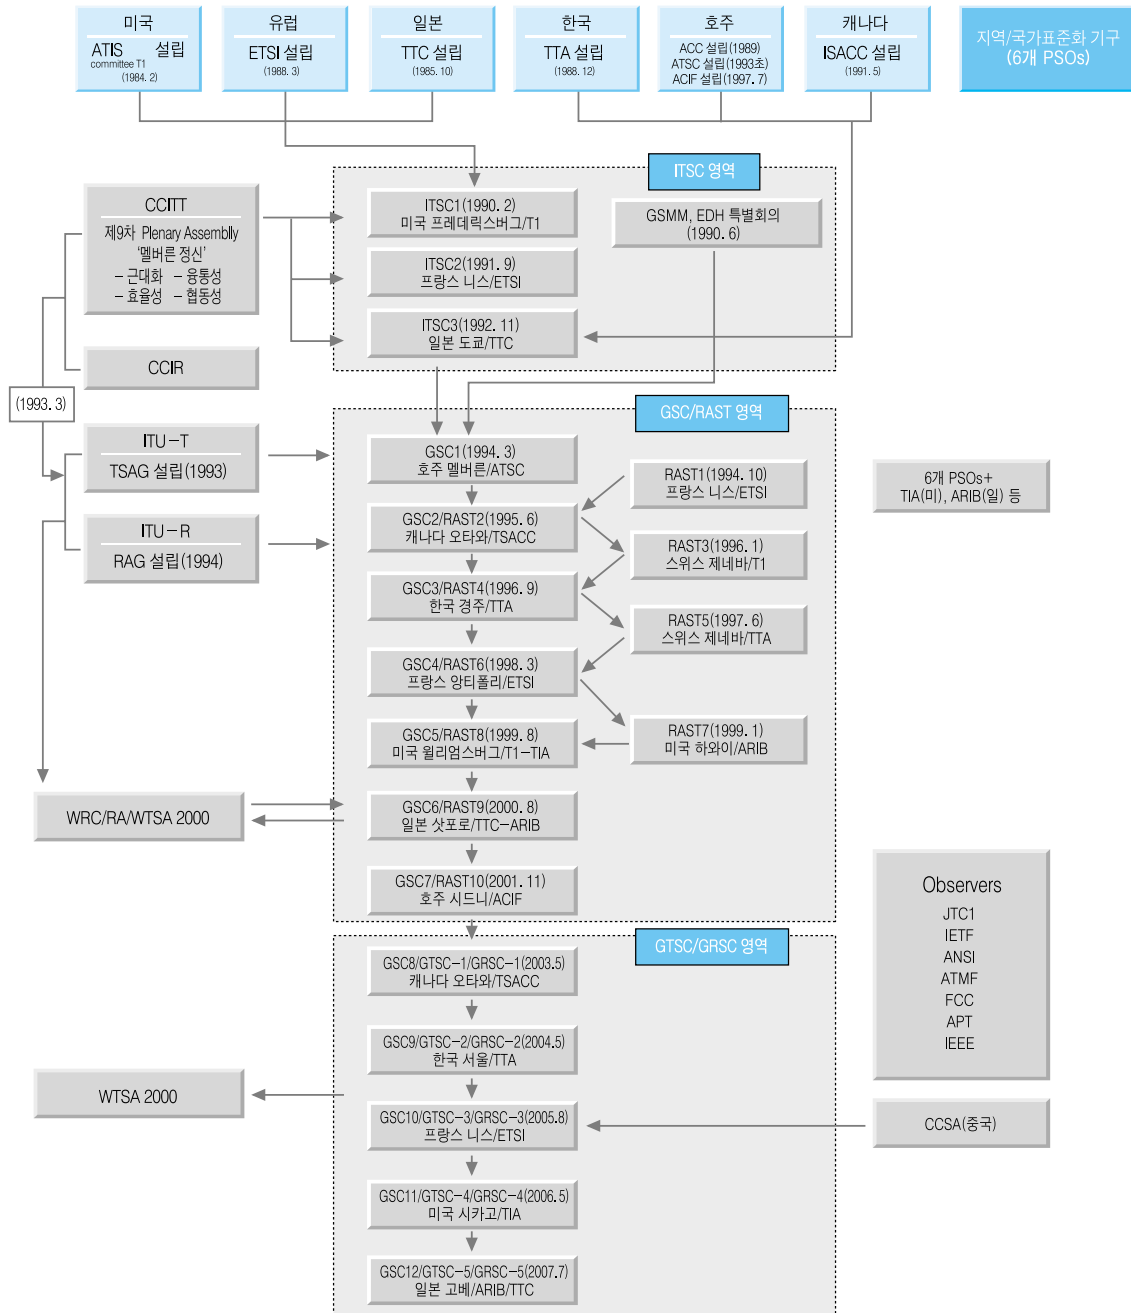 미국
ATIS 설립
committee T1
(1984. 2)
유럽
ETSI 설립
(1988. 3)
일본
TTC 설립
(1985. 10)
한국
TTA 설립
(1988. 12)
호주
ACC 설립(1989)
ATSC 설립(1993초)
ACIF 설립(1997. 7)
캐나다
ISACC 설립
(1991. 5)
지역/국가표준화 기구
(6개 PSOs)
ITSC 영역
CCITT
제9차 Plenary Assemblly
‘멜버른 정신’
– 근대화 – 융통성
– 효율성 – 협동성
CCIR
(1993. 3)
ITSC1(1990. 2)
미국 프레데릭스버그/T1
ITSC2(1991. 9)
프랑스 니스/ETSI
ITSC3(1992. 11)
일본 도쿄/TTC
GSMM, EDH 특별회의
(1990. 6)
GSC/RAST 영역
ITU-T
TSAG 설립(1993)
ITU-R
RAG 설립(1994)
GSC1(1994. 3)
호주 멜버른/ATSC
GSC2/RAST2(1995. 6)
캐나다 오타와/TSACC
GSC3/RAST4(1996. 9)
한국 경주/TTA
GSC4/RAST6(1998. 3)
프랑스 앙티폴리/ETSI
GSC5/RAST8(1999. 8)
미국 윌리엄스버그/T1-TIA
GSC6/RAST9(2000. 8)
일본 삿포로/TTC-ARIB
GSC7/RAST10(2001. 11)
호주 시드니/ACIF
RAST1(1994. 10)
프랑스 니스/ETSI
RAST3(1996. 1)
스위스 제네바/T1
RAST5(1997. 6)
스위스 제네바/TTA
RAST7(1999. 1)
미국 하와이/ARIB
6개 PSOs+
TIA(미), ARIB(일) 등
WRC/RA/WTSA 2000
GTSC/GRSC 영역
GSC8/GTSC-1/GRSC-1(2003.5)
캐나다 오타와/TSACC
GSC9/GTSC-2/GRSC-2(2004.5)
한국 서울/TTA
GSC10/GTSC-3/GRSC-3(2005.8)
프랑스 니스/ETSI
GSC11/GTSC-4/GRSC-4(2006.5)
미국 시카고/TIA
GSC12/GTSC-5/GRSC-5(2007.7)
일본 고베/ARIB/TTC
WTSA 2000
Observers
JTC1
IETF
ANSI
ATMF
FCC
APT
IEEE
CCSA(중국)